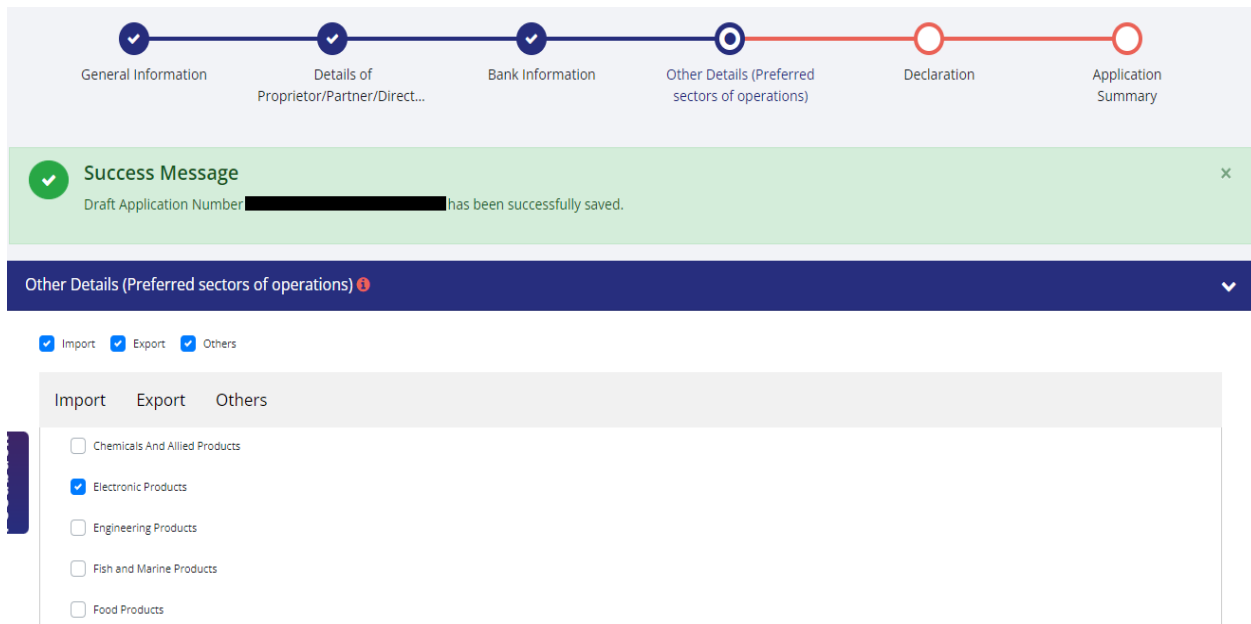 General Information
Details of
Proprietor/Partner/Direct...
Bank Information
Other Details (Preferred
sectors of operations)
Declaration
Application
Summary
Success Message
Draft Application Number has been successfully saved.
Other Details (Preferred sectors of operations)
Import Export Others
Import Export Others
Chemicals And Allied Products
Electronic Products
Engineering Products
Fish and Marine Products
Food Products